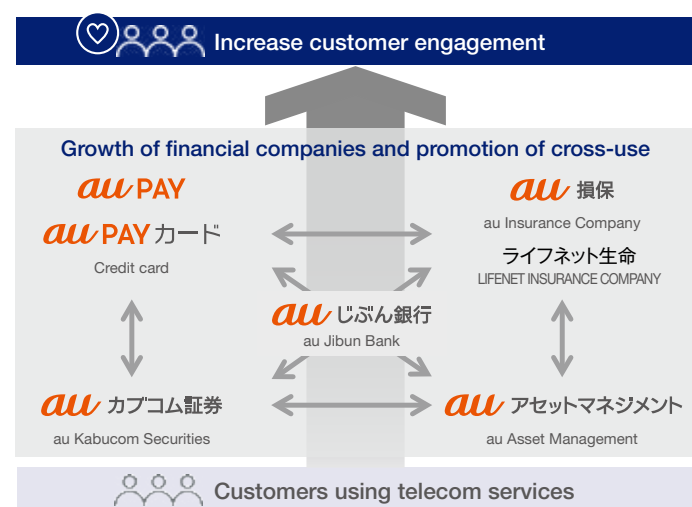 Increase customer engagement
Growth of financial companies and promotion of cross-use
au PAY
au PAY カード
Credit card
au 損保
au Insurance Company
ライフネット生命
LIFENET INSURANCE COMPANY
au じぶん銀行
au Jibun Bank
au カブコム証券
au Kabucom Securities
au アセットマネジメント
au Asset Management
Customers using telecom services